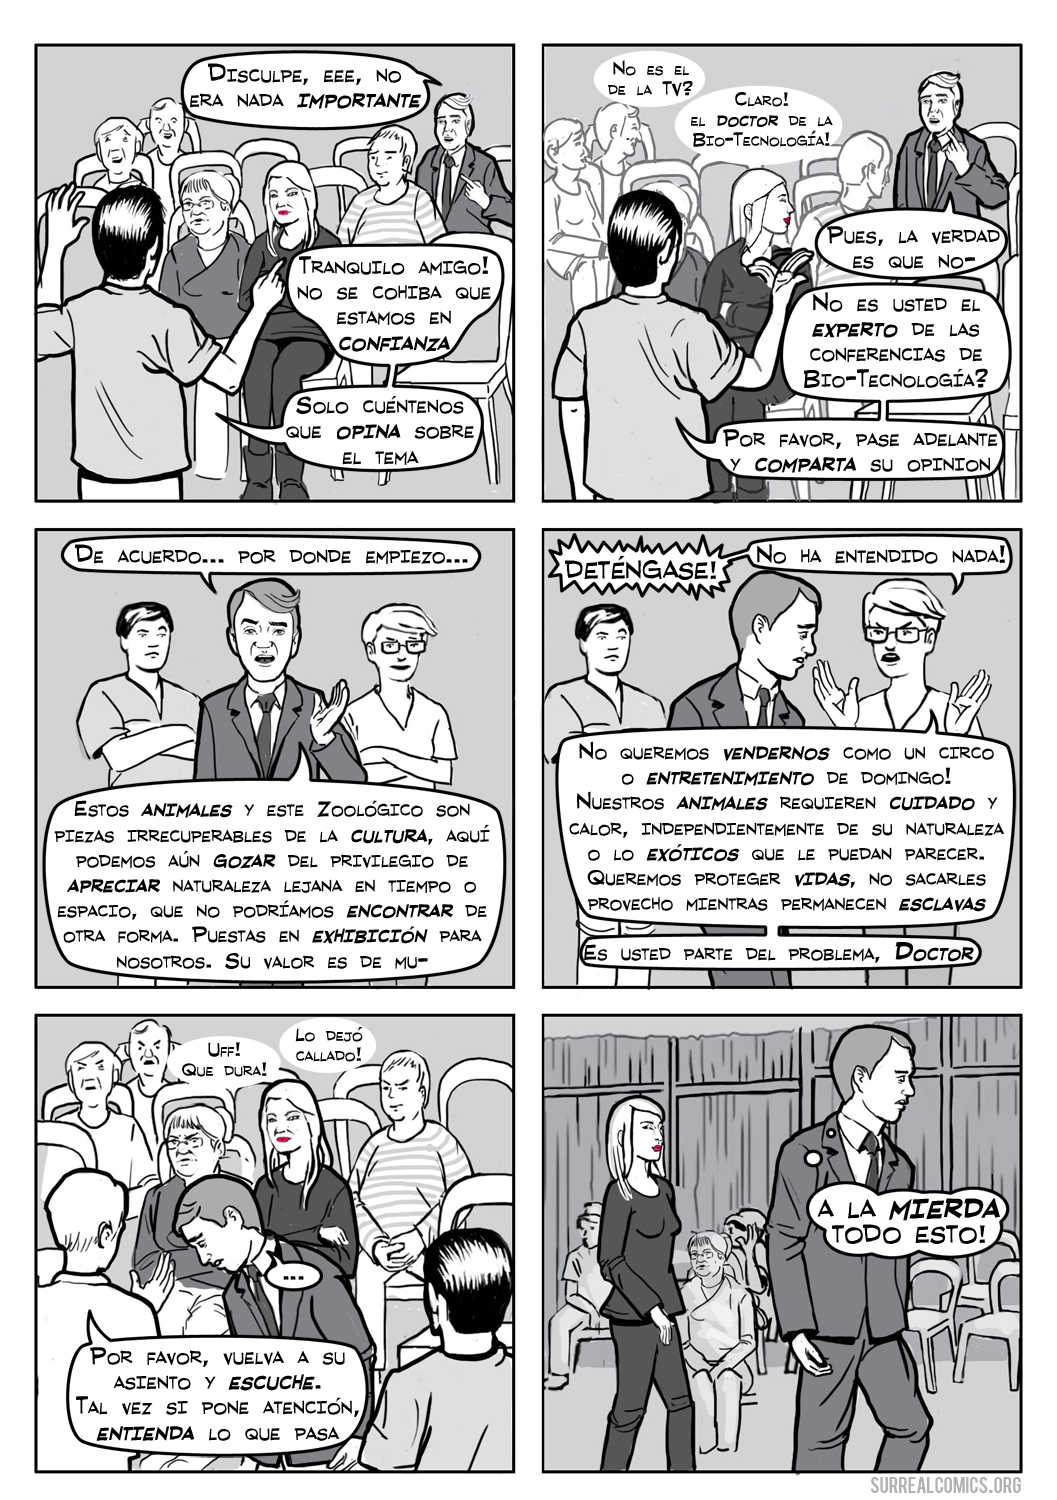 Disculpe, eee, no
era nada importante
Tranquilo amigo!
no se cohiba que
estamos en
confianza
Solo cuéntenos
que opina sobre
el tema
No es el
de la TV?
Claro!
el doctor de la
Bio-Tecnología!
Pues, la verdad
es que no-
No es usted el
experto de las
conferencias de
Bio-Tecnología?
Por favor, pase adelante
y comparta su opinion
De acuerdo... por donde empiezo...
Estos animales y este Zoológico son
piezas irrecuperables de la cultura, aquí
podemos aún gozar del privilegio de
apreciar naturaleza lejana en tiempo o
espacio, que no podríamos encontrar de
otra forma. Puestas en exhibición para
nosotros. Su valor es de mu-
Deténgase!
No ha entendido nada!
No queremos vendernos como un circo
o entretenimiento de domingo!
Nuestros animales requieren cuidado y
calor, independientemente de su naturaleza
o lo exóticos que le puedan parecer.
Queremos proteger vidas, no sacarles
provecho mientras permanecen esclavas
Es usted parte del problema, Doctor
Uff!
Que dura!
Lo dejó
callado!
...
Por favor, vuelva a su
asiento y escuche.
Tal vez si pone atención,
entienda lo que pasa
A la mierda
todo esto!
SURREALCOMICS.ORG